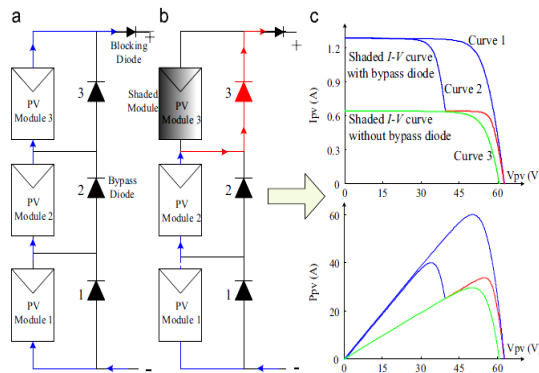 a
Blocking
Diode
+
PV
Module 3
3
PV
Module 2
2
Bypass
Diode
PV
Module 1
1
-
b
+
Shaded
Module
PV
Module 3
3
PV
Module 2
2
PV
Module 1
1
-
c
Ipv (A)
1.2
0.9
0.6
0.3
0
Curve 1
Shaded I-V curve
with bypass diode
Curve 2
Shaded I-V curve
without bypass diode
Curve 3
0
15
30
45
60
Vpv (V
Ppv (A)
60
40
20
0
0
15
30
45
60
Vpv (V